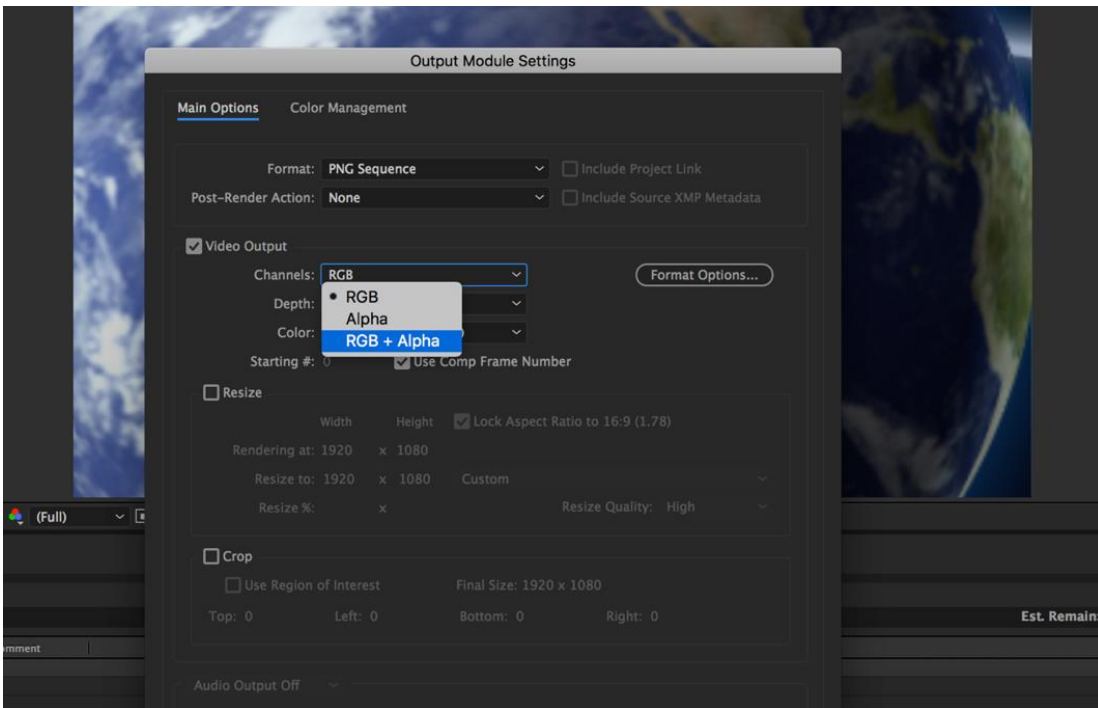 Output Module Settings
Main Options Color Management
Format: PNG Sequence Include Project Link
Post-Render Action: None Include Source XMP Metadata
Video Output
Channels: RGB Format Options...
Depth: RGB
Alpha
Color: RGB + Alpha
Starting #: 0 Use Comp Frame Number
Resize
Width Height Lock Aspect Ratio to 16:9 (1.78)
Rendering at: 1920 x 1080
Resize to: 1920 x 1080 Custom
Resize %: x Resize Quality: High
(Full)
Crop
Use Region of Interest Final Size: 1920 x 1080
Top: 0 Left: 0 Bottom: 0 Right: 0
Est. Remain
omment
Audio Output Off